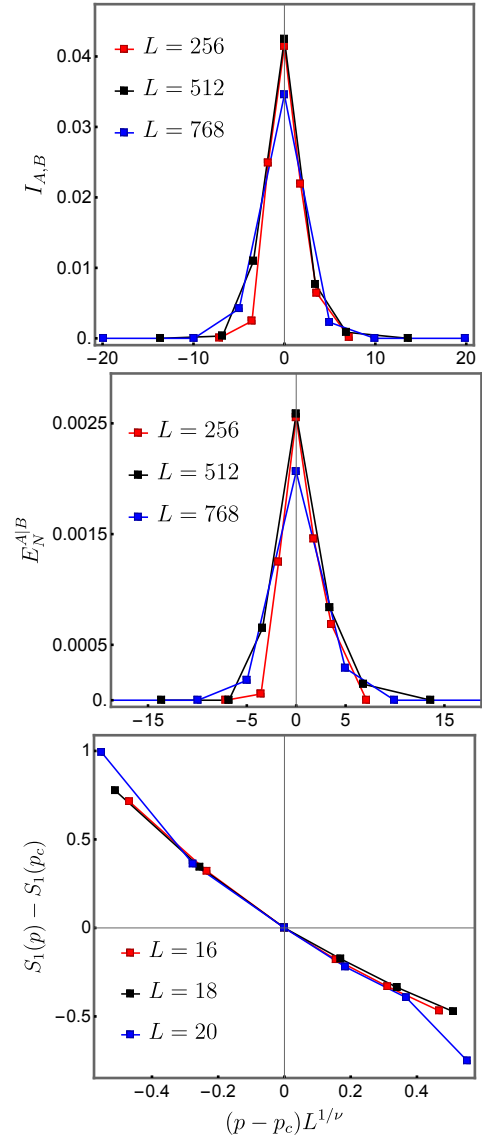 0.04
0.03
0.02
0.01
0.
I_{A,B}
L = 256
L = 512
L = 768
-20 -10 0 10 20
0.0025
0.0015
0.0005
0.
E_N^{A|B}
L = 256
L = 512
L = 768
-15 -5 0 5 15
1
0.5
0
-0.5
S_1(p) − S_1(p_c)
L = 16
L = 18
L = 20
-0.4 -0.2 0 0.2 0.4
(p − p_c)L^{1/ν}